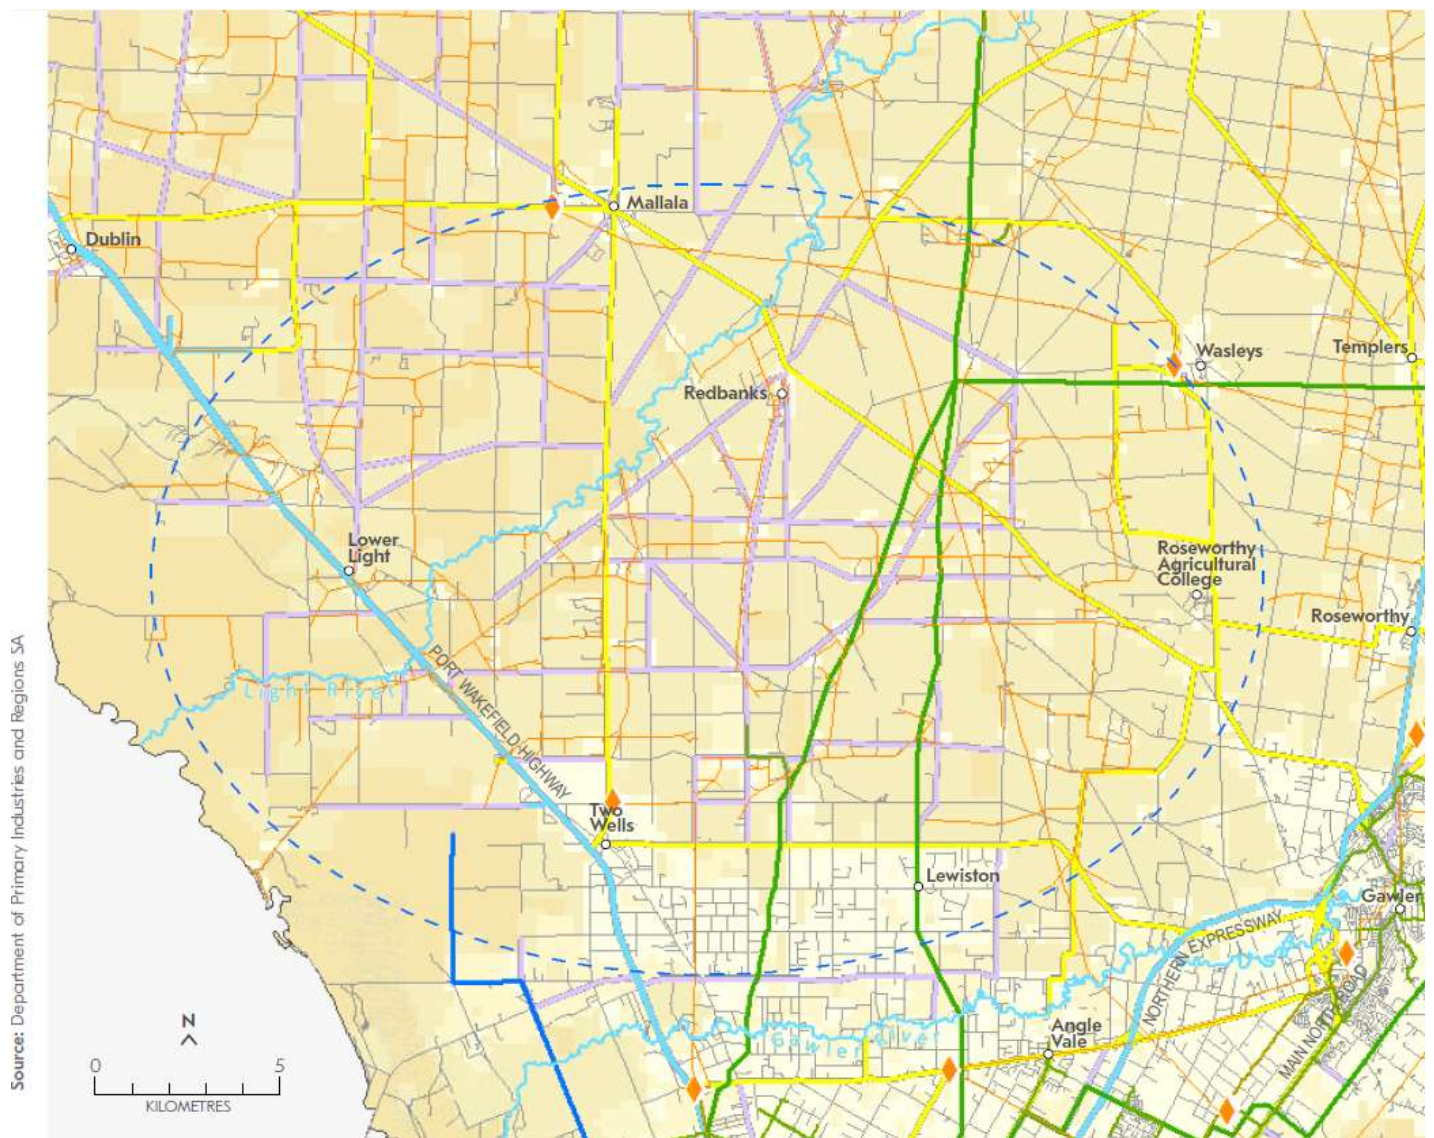 Mallala
Dublin
Wasleys
Templers
Redbanks
Lower
Light
Roseworthy
Agricultural
College
Roseworthy
Light River
PORT WAKEFIELD HIGHWAY
Two
Wells
Lewiston
Gawler
NORTHERN EXPRESSWAY
MAIN NORTH ROAD
Angle
Vale
Gawler River
N
0 5
KILOMETRES
Source: Department of Primary Industries and Regions SA